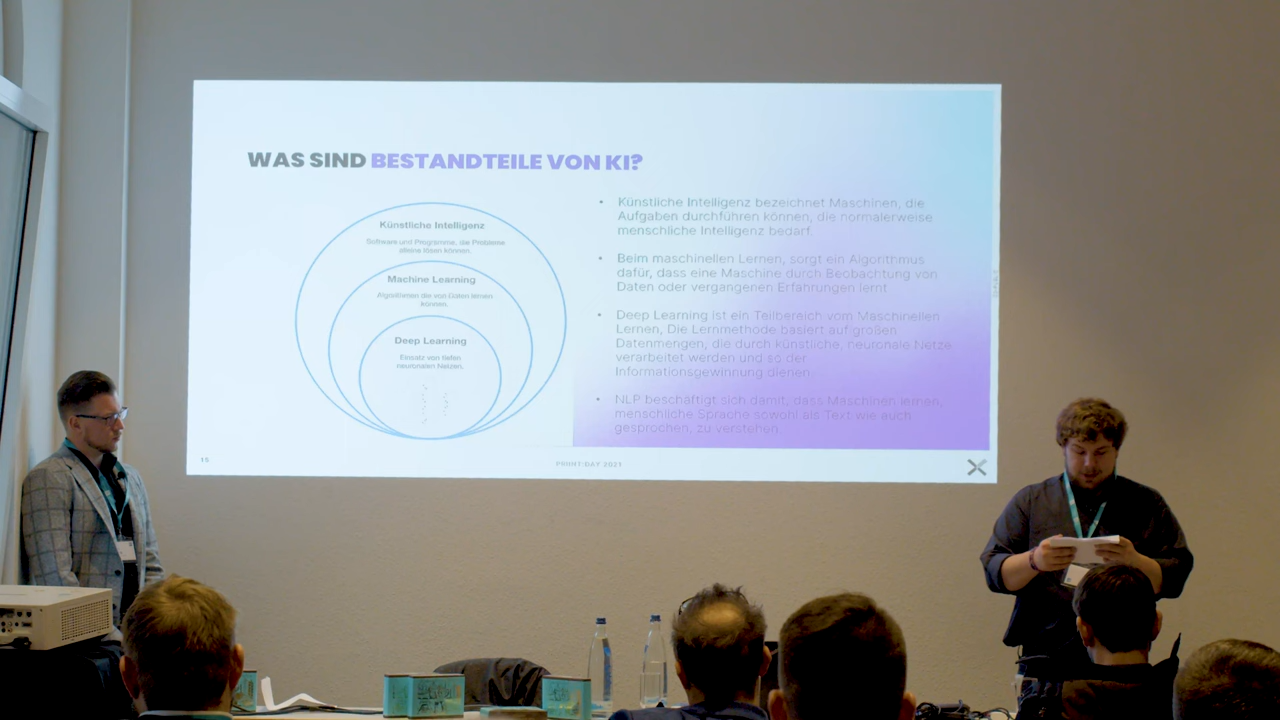 WAS SIND BESTANDTEILE VON KI?
Künstliche Intelligenz
Software und Programme, die Probleme
alleine lösen können.
Machine Learning
Algorithmen die von Daten lernen
können.
Deep Learning
Einsatz von tiefen
neuronalen Netzen.
• Künstliche Intelligenz bezeichnet Maschinen, die
Aufgaben durchführen können, die normalerweise
menschliche Intelligenz bedarf.
• Beim maschinellen Lernen, sorgt ein Algorithmus
dafür, dass eine Maschine durch Beobachtung von
Daten oder vergangenen Erfahrungen lernt
• Deep Learning ist ein Teilbereich vom Maschinellen
Lernen, Die Lernmethode basiert auf großen
Datenmengen, die durch künstliche, neuronale Netze
verarbeitet werden und so der
Informationsgewinnung dienen
• NLP beschäftigt sich damit, dass Maschinen lernen,
menschliche Sprache sowohl als Text wie auch
gesprochen, zu verstehen.
15
PRINT:DAY 2021